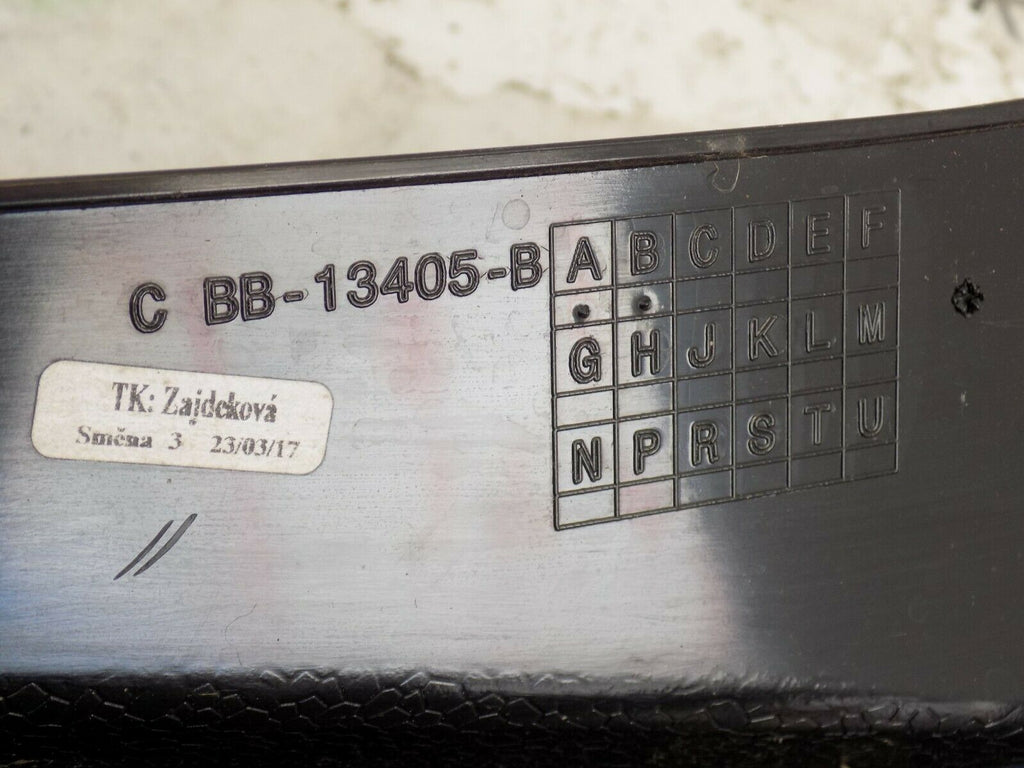 C BB-13405-B
A B C D E F
G H J K L M
N P R S T U
TK: Zajdeková
Směna 3 23/03/17